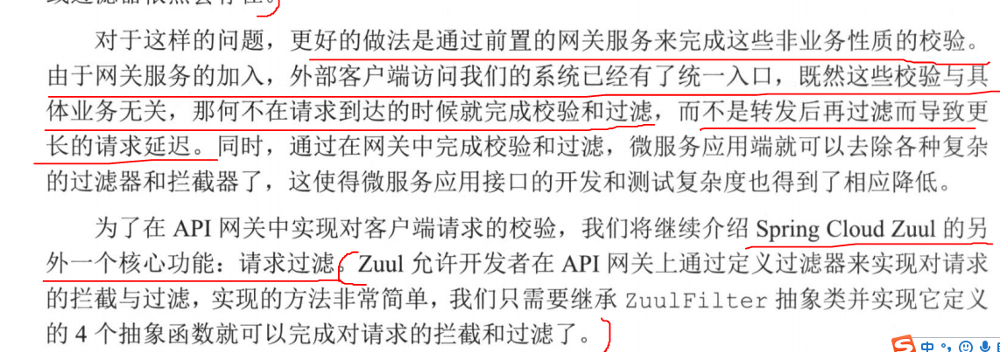 对于这样的问题，更好的做法是通过前置的网关服务来完成这些非业务性质的校验。
由于网关服务的加入，外部客户端访问我们的系统已经有了统一入口，既然这些校验与具
体业务无关，那何不在请求到达的时候就完成校验和过滤，而不是转发后再过滤而导致更
长的请求延迟。同时，通过在网关中完成校验和过滤，微服务应用端就可以去除各种复杂
的过滤器和拦截器了，这使得微服务应用接口的开发和测试复杂度也得到了相应降低。
为了在 API 网关中实现对客户端请求的校验，我们将继续介绍 Spring Cloud Zuul 的另
外一个核心功能：请求过滤。Zuul 允许开发者在 API 网关上通过定义过滤器来实现对请求
的拦截与过滤，实现的方法非常简单，我们只需要继承 ZuulFilter 抽象类并实现它定义
的 4 个抽象函数就可以完成对请求的拦截和过滤了。
中